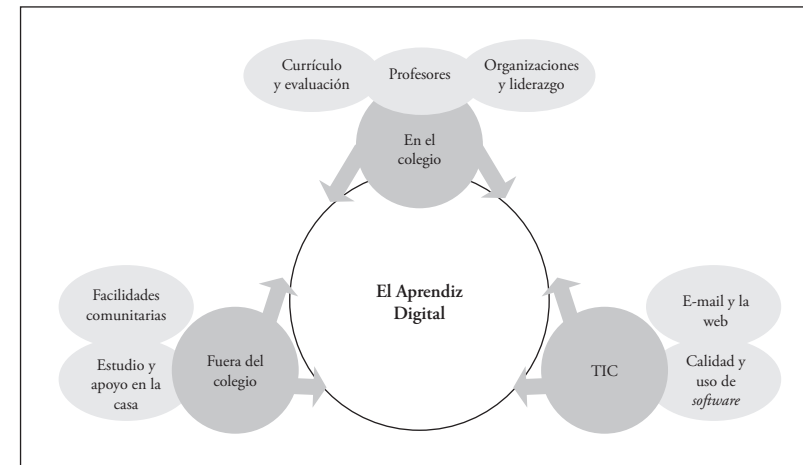 Currículo
y evaluación
Profesores
Organizaciones
y liderazgo
En el
colegio
El Aprendiz
Digital
Facilidades
comunitarias
Estudio y
apoyo en la
casa
Fuera del
colegio
E-mail y la
web
TIC
Calidad y
uso de
software